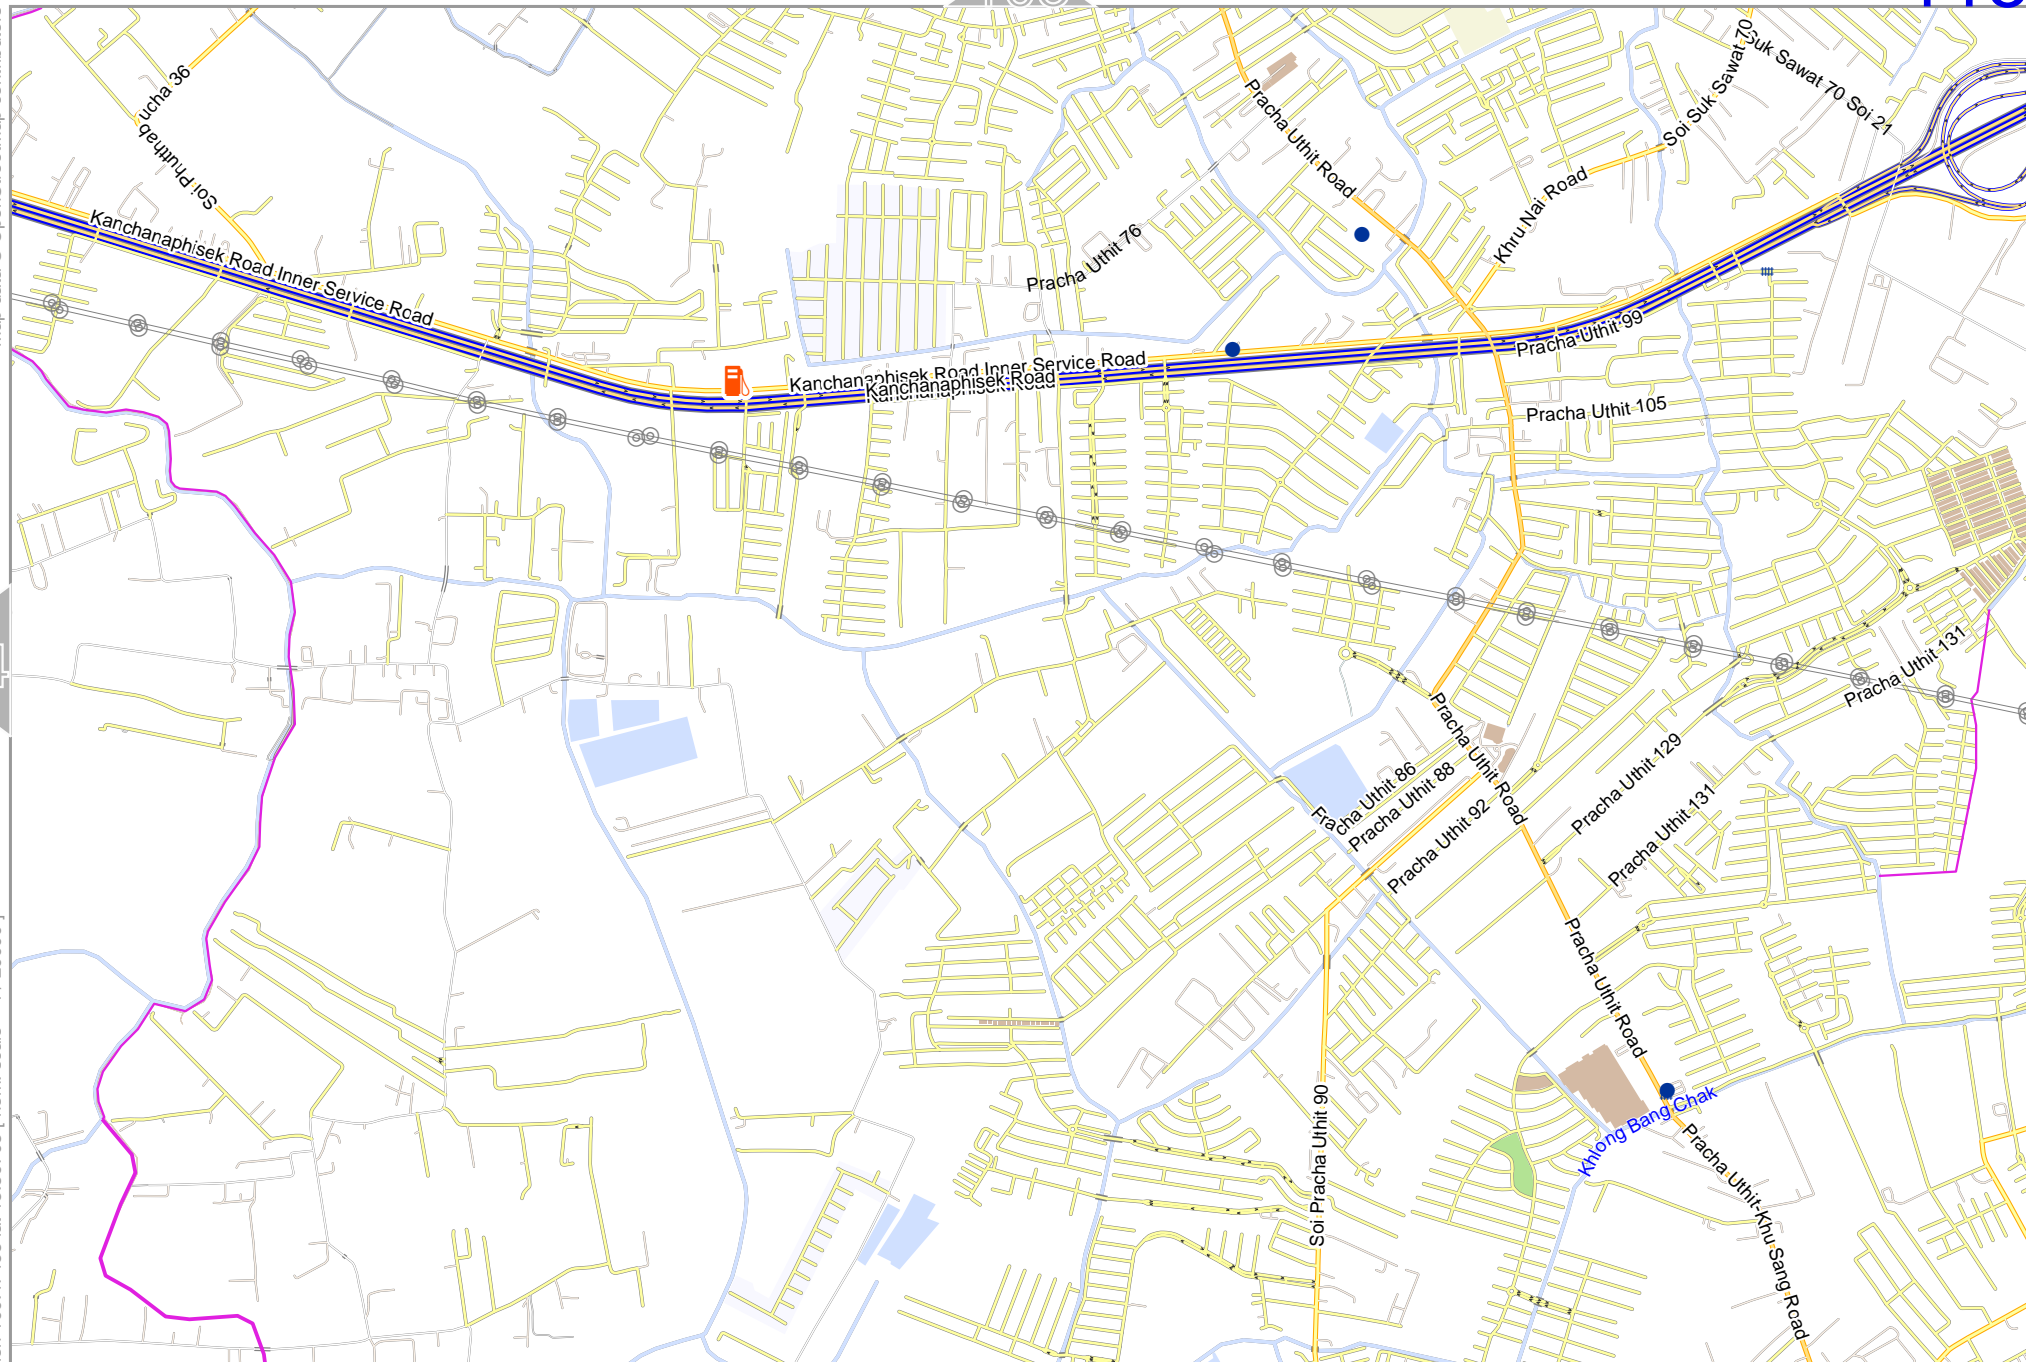 Suk Sawat 70 Soi 21
Soi Suk Sawat 70
ucha 36
Soi Phutthab
Pracha Uthit Road
Khru Nai Road
Pracha Uthit 76
Kanchanaphisek Road Inner Service Road
Pracha Uthit 99
Kanchanaphisek Road Inner Service Road
Kanchanaphisek Road
Pracha Uthit 105
Pracha Uthit 131
Pracha Uthit Road
Pracha Uthit 129
cha Uthit 86
Pracha Uthit 88
Pracha Uthit 92
Pracha Uthit 131
Pracha Uthit Road
Soi Pracha Uthit 90
Khlong Bang Chak
Pracha Uthit-Khu Sang Road